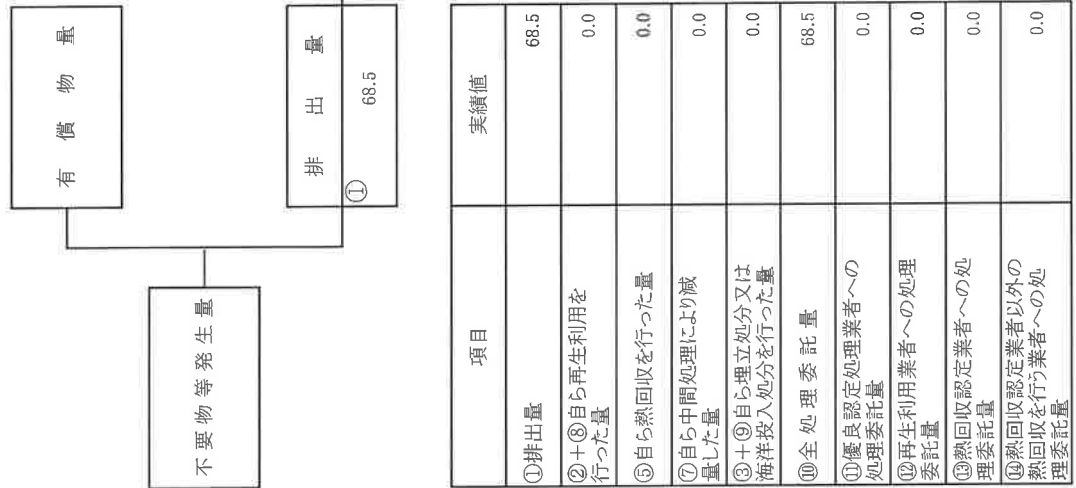 有償物量
不要物等発生量
排出量
①
68.5
項目 実績値
①排出量 68.5
②+⑧自ら再生利用を
行った量 0.0
⑤自ら熱回収を行った量 0.0
⑦自ら中間処理により減
量した量 0.0
③+⑨自ら埋立処分又は
海洋投入処分を行った量 0.0
⑩全処理委託量 68.5
⑪優良認定処理業者への
処理委託量 0.0
⑫再生利用業者への処理
委託量 0.0
⑬熱回収認定業者への処
理委託量 0.0
⑭熱回収認定業者以外の
熱回収を行う業者への処
理委託量 0.0